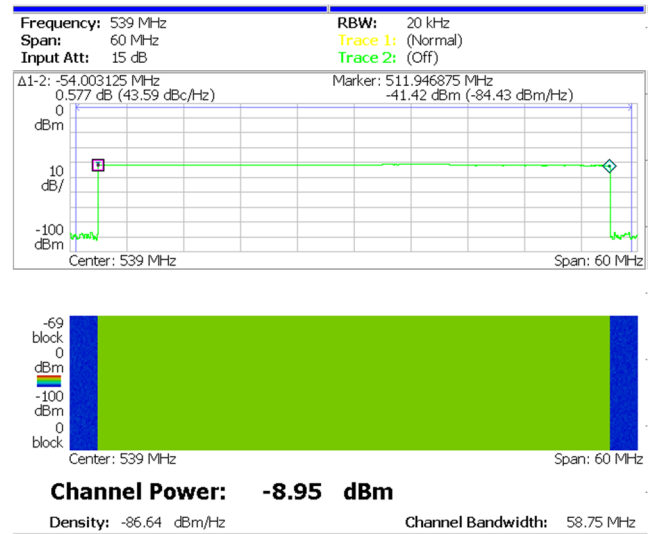 Frequency: 539 MHz RBW: 20 kHz
Span: 60 MHz Trace 1: (Normal)
Input Att: 15 dB Trace 2: (Off)
Δ1-2: -54.003125 MHz Marker: 511.946875 MHz
0.577 dB (43.59 dBc/Hz) -41.42 dBm (-84.43 dBm/Hz)
0
dBm
10
dB/
-100
dBm
Center: 539 MHz Span: 60 MHz
-69
block
0
dBm
-100
dBm
0
block
Center: 539 MHz Span: 60 MHz
Channel Power: -8.95 dBm
Density: -86.64 dBm/Hz Channel Bandwidth: 58.75 MHz